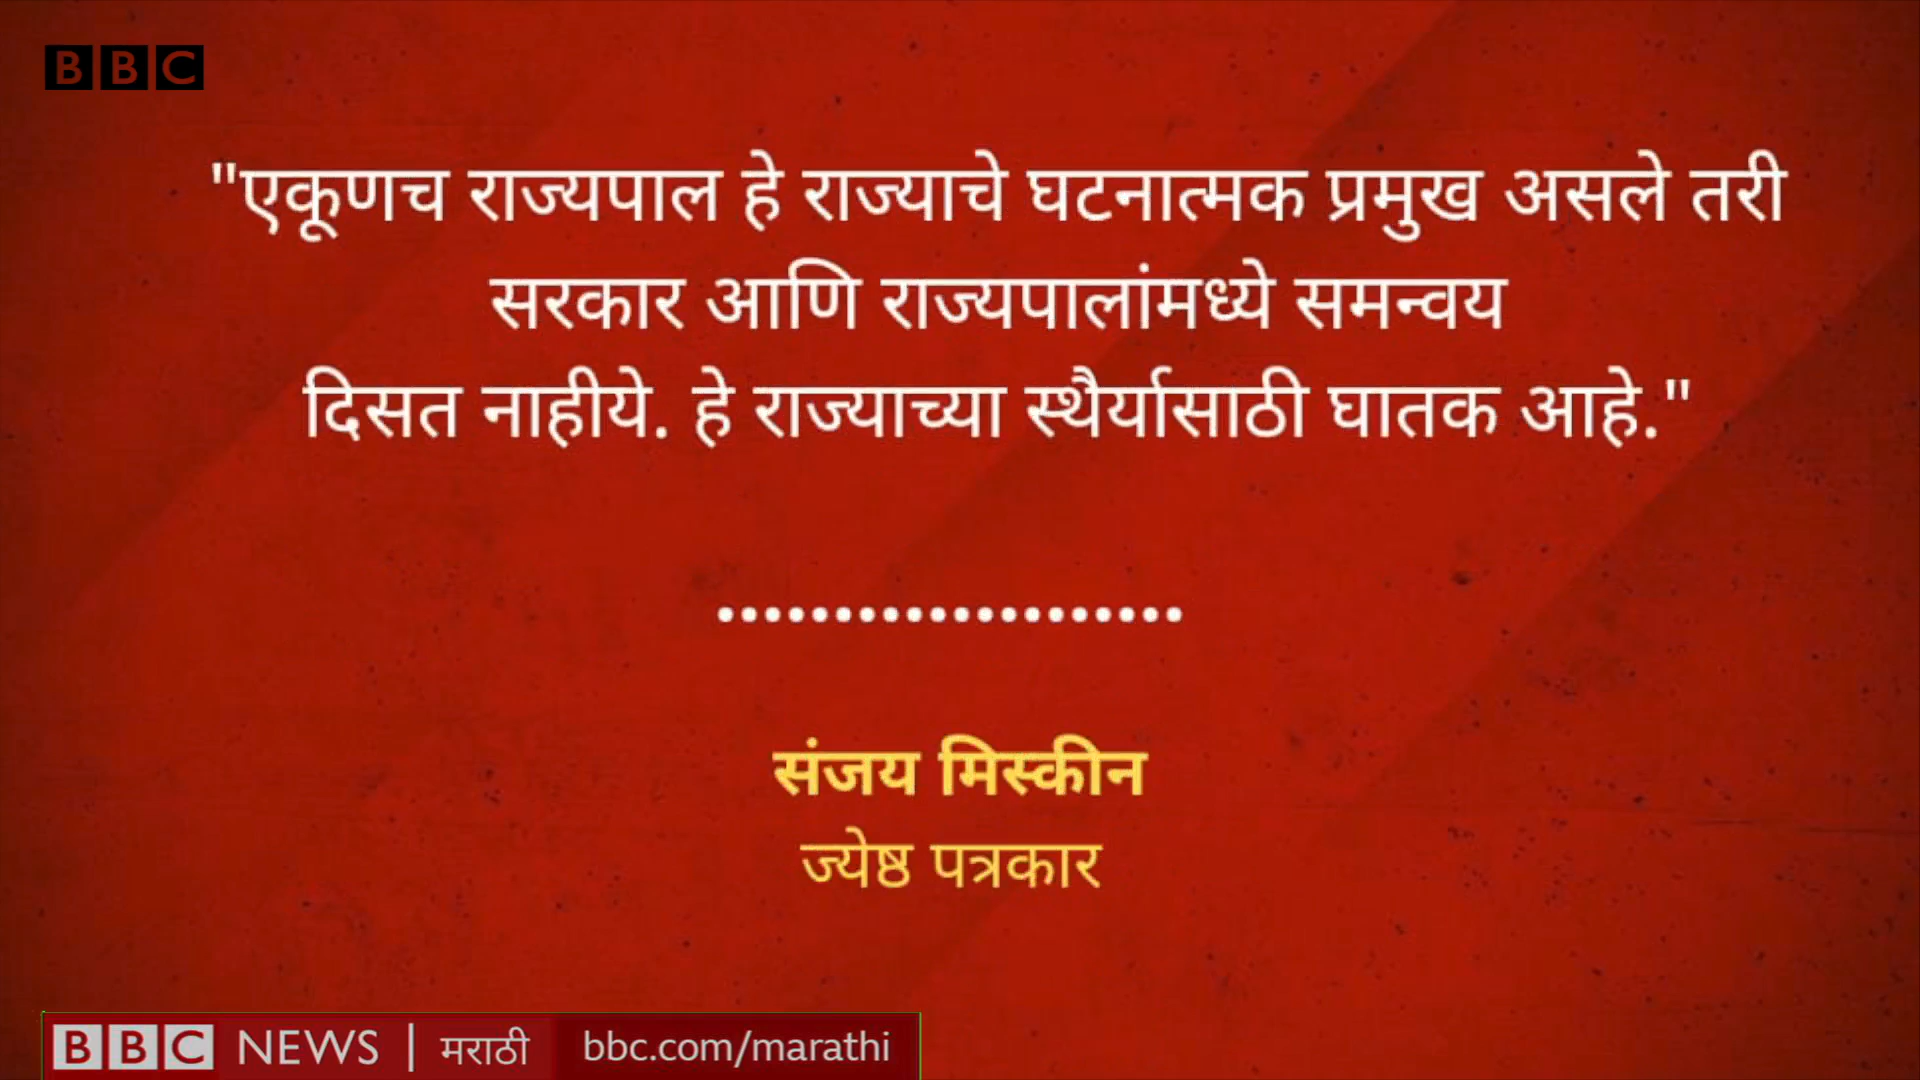 BBC
"एकूणच राज्यपाल हे राज्याचे घटनात्मक प्रमुख असले तरी
सरकार आणि राज्यपालांमध्ये समन्वय
दिसत नाहीये. हे राज्याच्या स्थैर्यासाठी घातक आहे."
संजय मिस्कीन
ज्येष्ठ पत्रकार
BBC NEWS | मराठी bbc.com/marathi